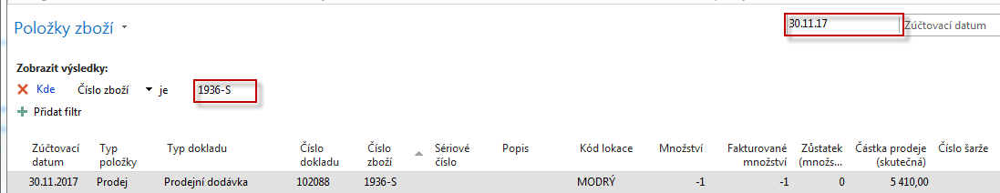 Položky zboží
30.11.17 Zúčtovací datum
Zobrazit výsledky:
Kde Číslo zboží je 1936-S
Přidat filtr
Zúčtovací datum Typ položky Typ dokladu Číslo dokladu Číslo zboží Sériové číslo Popis Kód lokace Množství Fakturované množství Zůstatek (množs... Částka prodeje (skutečná) Číslo šarže
30.11.2017 Prodej Prodejní dodávka 102088 1936-S MODRÝ -1 -1 0 5 410,00